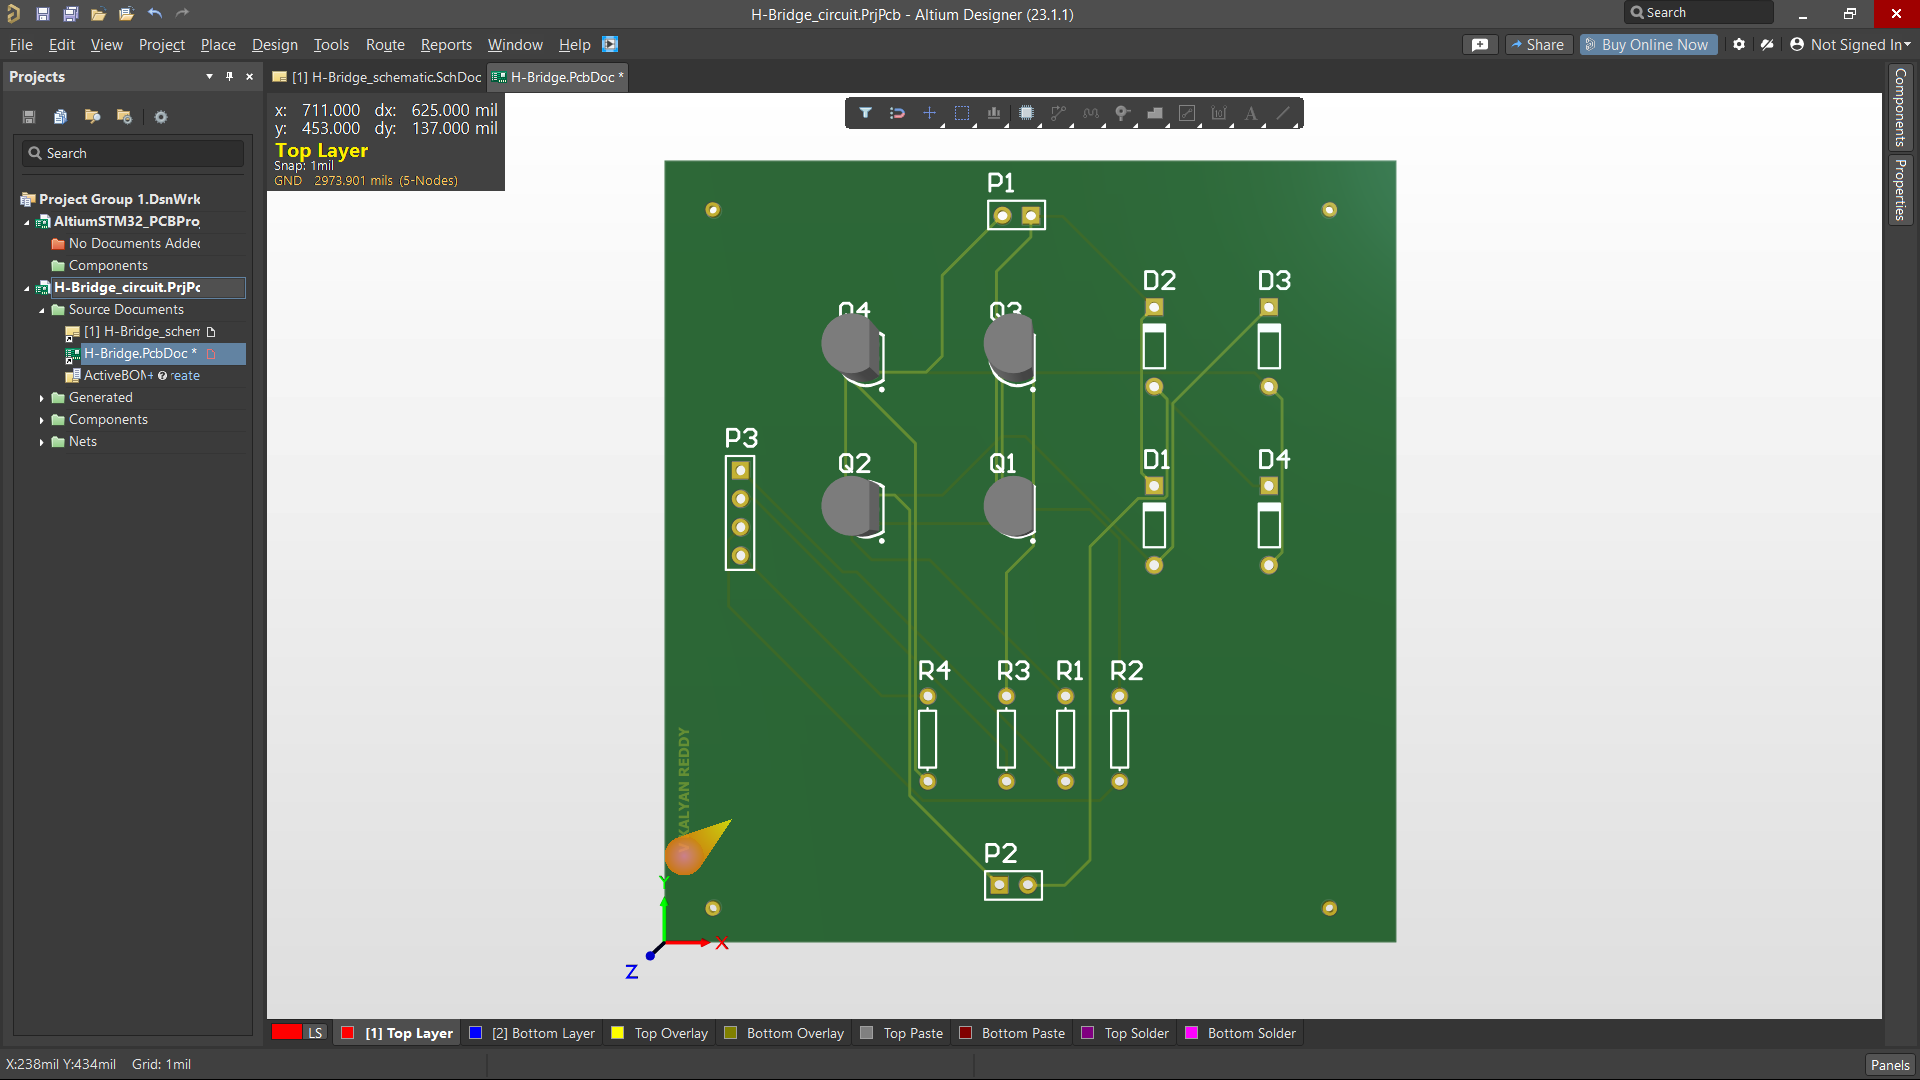 H-Bridge_circuit.PrjPcb - Altium Designer (23.1.1)
Search
File Edit View Project Place Design Tools Route Reports Window Help
Share
Buy Online Now
Not Signed In
Projects
[1] H-Bridge_schematic.SchDoc
H-Bridge.PcbDoc *
Components
Properties
x: 711.000 dx: 625.000 mil
y: 453.000 dy: 137.000 mil
Top Layer
Snap: 1mil
GND 2973.901 mils (5-Nodes)
Search
Project Group 1.DsnWrk
AltiumSTM32_PCBPro
No Documents Added
Components
H-Bridge_circuit.PrjPc
Source Documents
[1] H-Bridge_schem
H-Bridge.PcbDoc *
ActiveBOM + reate
Generated
Components
Nets
P1
D2 D3
Q4 Q3
P3
Q2 Q1
D1 D4
R4 R3 R1 R2
KALYAN REDDY
P2
Y
X
Z
LS
[1] Top Layer
[2] Bottom Layer
Top Overlay
Bottom Overlay
Top Paste
Bottom Paste
Top Solder
Bottom Solder
X:238mil Y:434mil Grid: 1mil
Panels